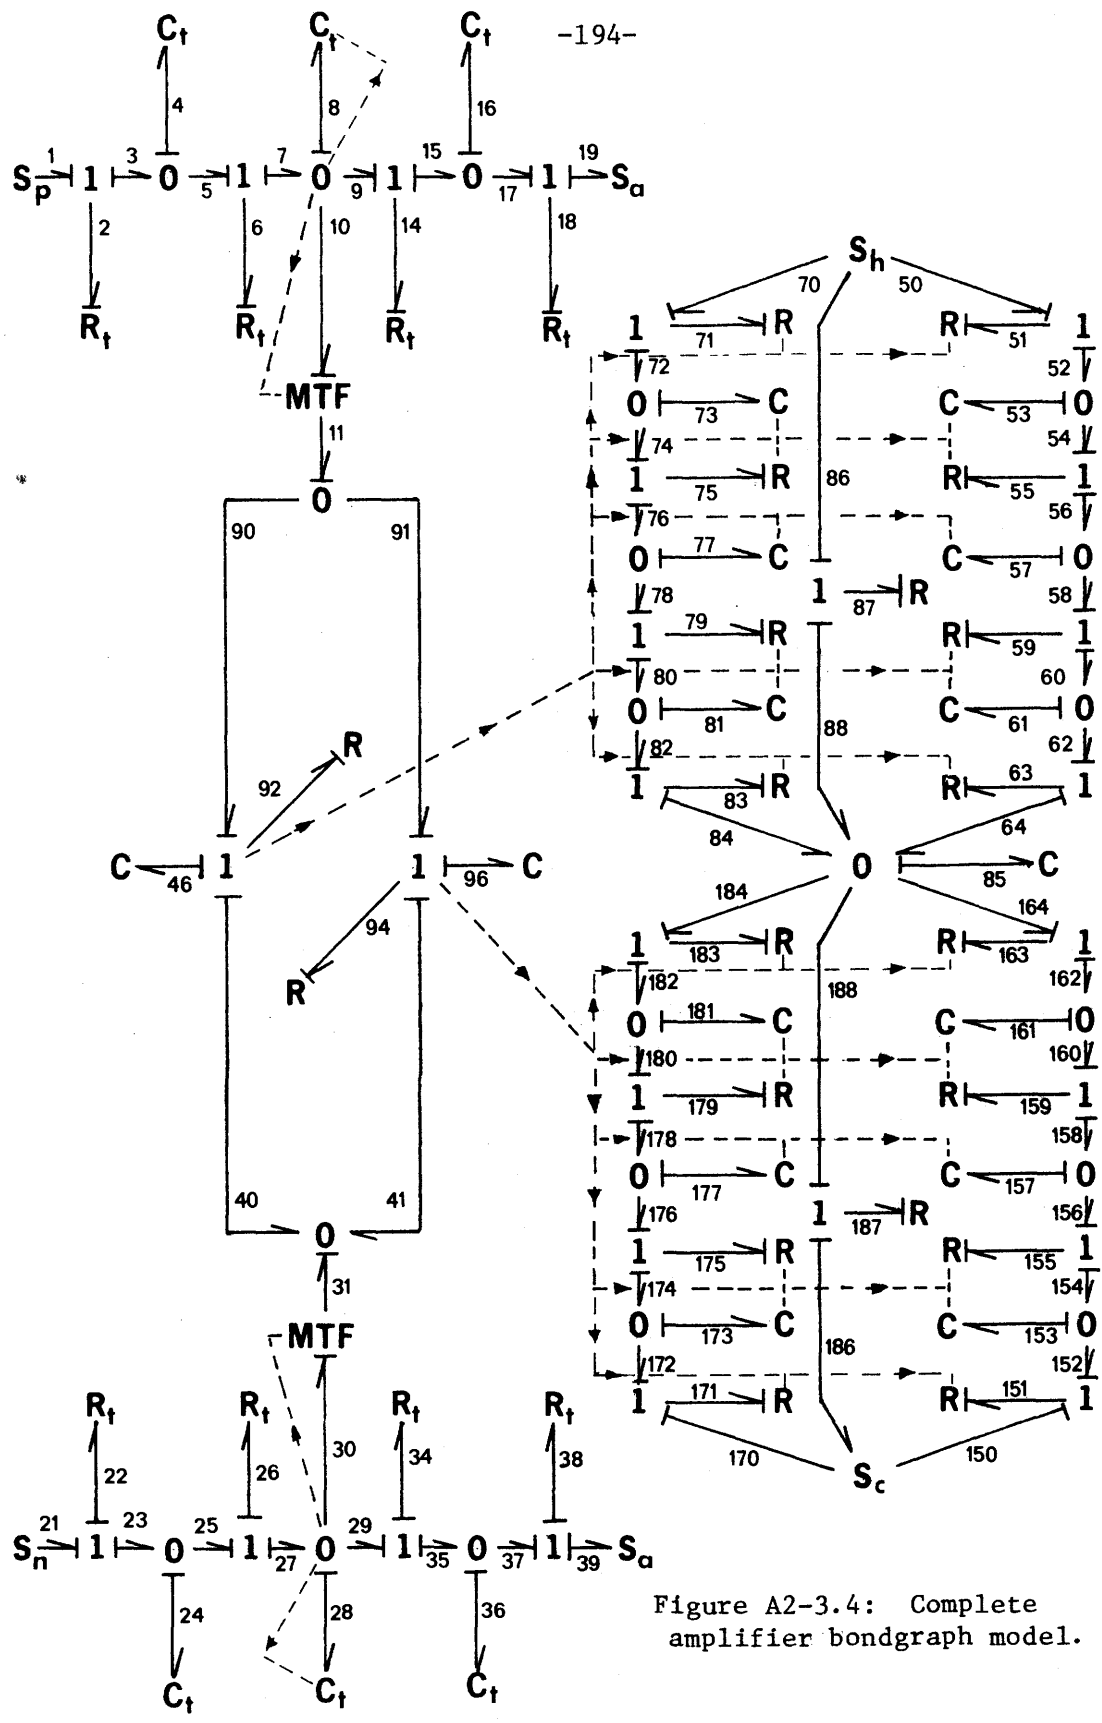 Ct Ct Ct -194-
4 8 16
1 3 7 15 19
Sp 1 0 1 0 1 0 1 Sa
5 9 17
2 6 10 14 18
Rt Rt Rt Rt
MTF
11
0
90 91
R
92
C 1 1 C
46 96
94
R
40 41
0
31
MTF
Rt Rt Rt Rt
22 26 30 34 38
21 23 25 29
Sn 1 0 1 0 1 0 1 Sa
27 35 37 39
24 28 36
Ct Ct Ct
Sh
70 50
1 R R 1
71 51
72 52
0 C C 0
73 53
74 54
1 R R 1
75 86 55
76 56
77
0 C C 0
57
78 58
1 R
87
79
1 R R 1
59
80 60
0 C C 0
81 61
82 88 62
63
1 R R 1
83
84 64
0 C
85
184 164
1 R R 1
183 163
182 188 162
181
0 C C 0
161
180 160
1 R R 1
179 159
178 158
0 C C 0
177 157
176 156
1 R
187
1 R R 1
175 155
174 154
0 C C 0
173 153
186
172 152
171 151
1 R R 1
170 150
Sc
Figure A2-3.4: Complete
amplifier bondgraph model.